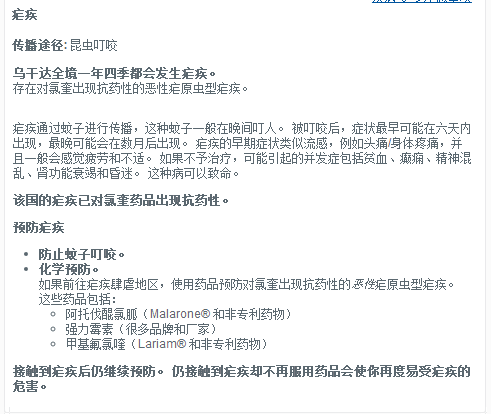 疟疾
传播途径: 昆虫叮咬
乌干达全境一年四季都会发生疟疾。
存在对氯奎出现抗药性的恶性疟原虫型疟疾。
疟疾通过蚊子进行传播，这种蚊子一般在晚间叮人。 被叮咬后，症状最早可能在六天内
出现，最晚可能会在数月后出现。 疟疾的早期症状类似流感，例如头痛/身体疼痛，并
且一般会感觉疲劳和不适。 如果不予治疗，可能引起的并发症包括贫血、癫痫、精神混
乱、肾功能衰竭和昏迷。 这种病可以致命。
该国的疟疾已对氯奎药品出现抗药性。
预防疟疾
• 防止蚊子叮咬。
• 化学预防。
如果前往疟疾肆虐地区，使用药品预防对氯奎出现抗药性的恶性疟原虫型疟疾。
这些药品包括：
○ 阿托伐醌氯胍（Malarone® 和非专利药物）
○ 强力霉素（很多品牌和厂家）
○ 甲基氟氯喹（Lariam® 和非专利药物）
接触到疟疾后仍继续预防。 仍接触到疟疾却不再服用药品会使你再度易受疟疾的
危害。